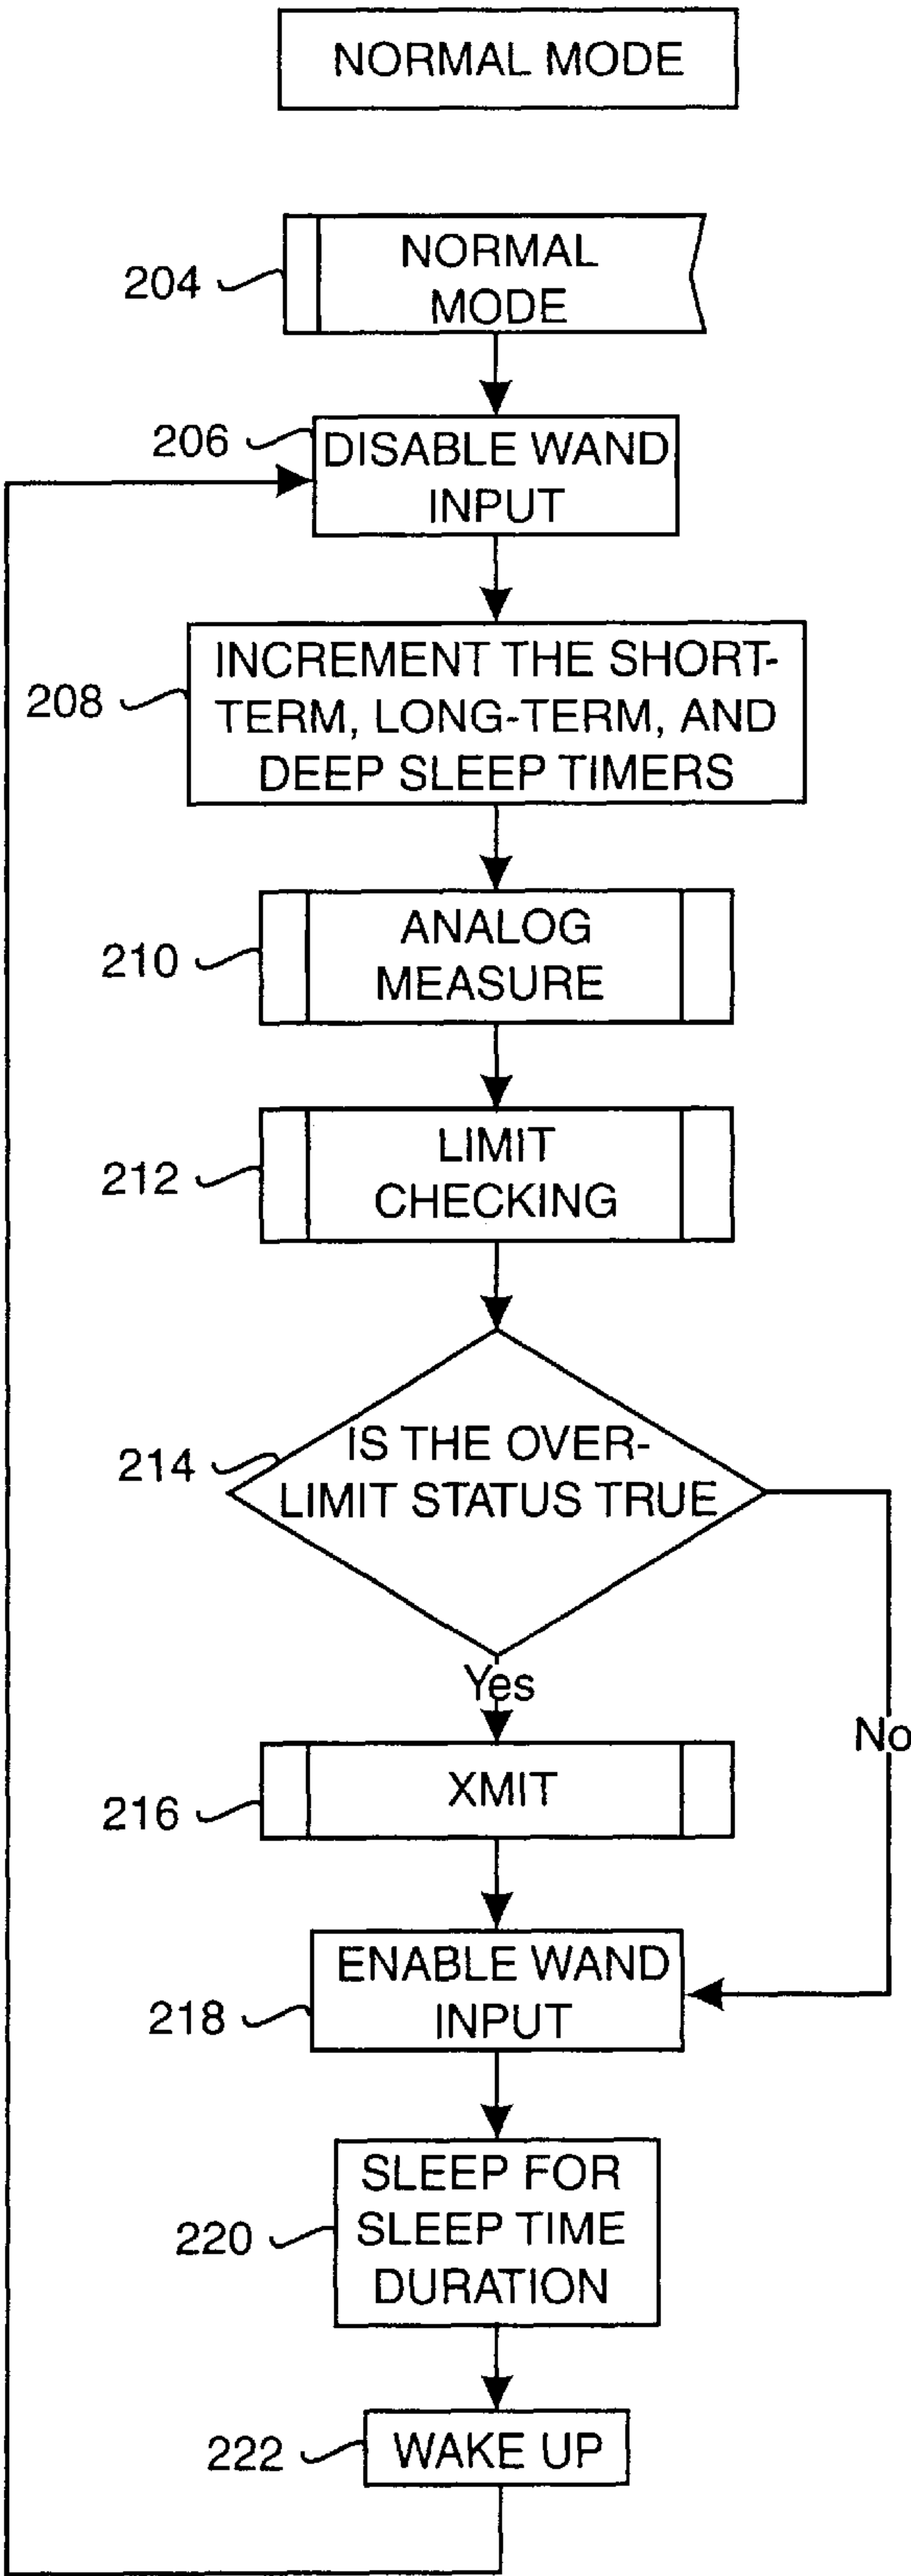 NORMAL MODE
204
NORMAL
MODE
206
DISABLE WAND
INPUT
208
INCREMENT THE SHORT-
TERM, LONG-TERM, AND
DEEP SLEEP TIMERS
210
ANALOG
MEASURE
212
LIMIT
CHECKING
214
IS THE OVER-
LIMIT STATUS TRUE
Yes
No
216
XMIT
218
ENABLE WAND
INPUT
220
SLEEP FOR
SLEEP TIME
DURATION
222
WAKE UP